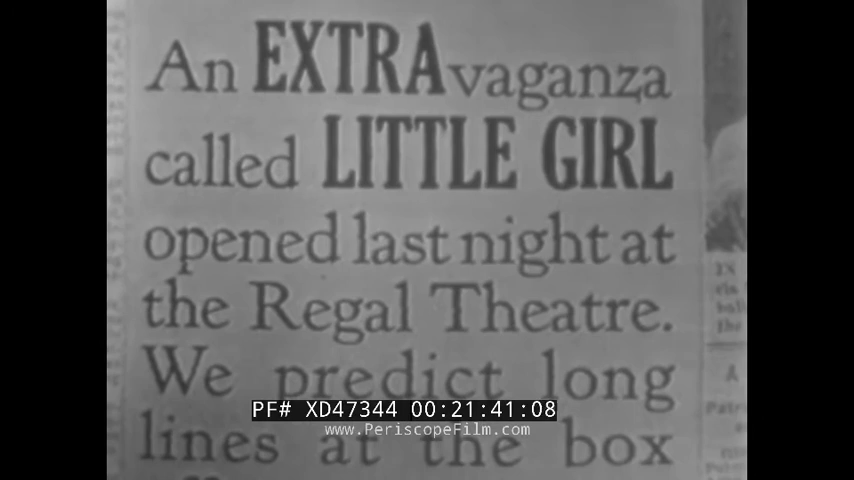 An EXTRAvaganza
called LITTLE GIRL
opened last night at
the Regal Theatre.
We predict long
lines at the box
PF# XD47344 00:21:41:08
www.PeriscopeFilm.com